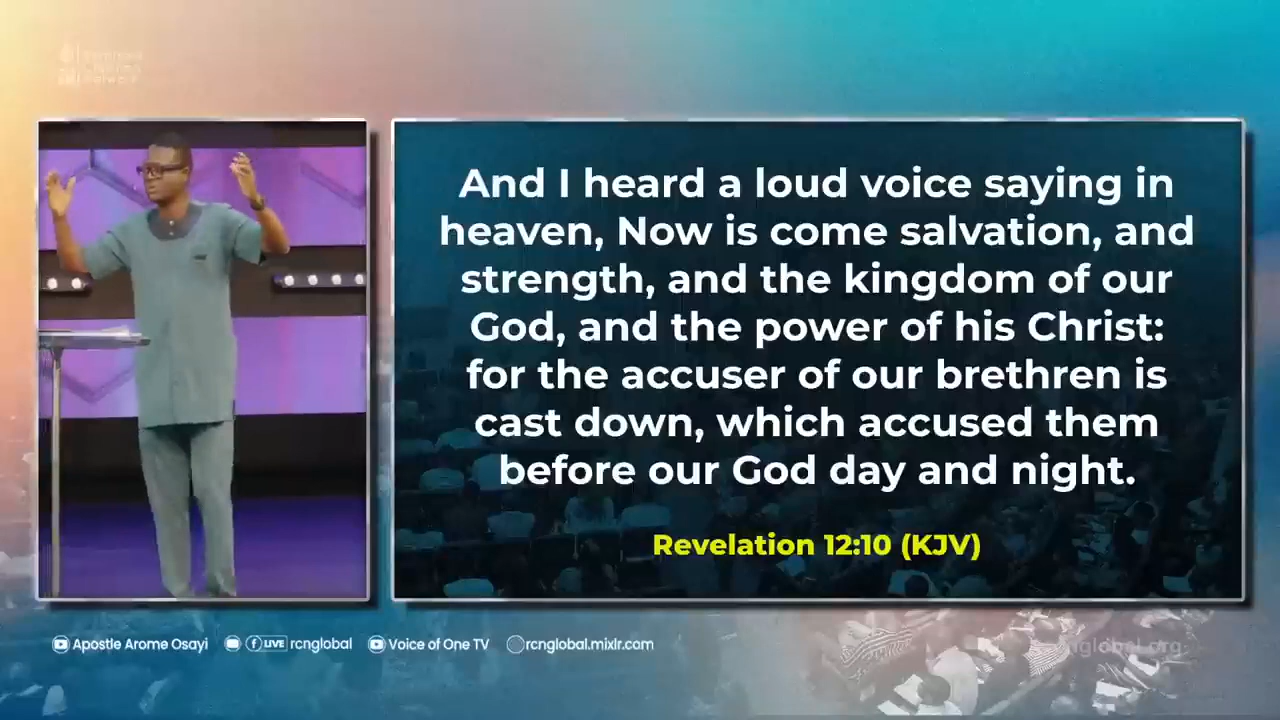 And I heard a loud voice saying in
heaven, Now is come salvation, and
strength, and the kingdom of our
God, and the power of his Christ:
for the accuser of our brethren is
cast down, which accused them
before our God day and night.
Revelation 12:10 (KJV)
Apostle Arome Osayi LIVE rcnglobal Voice of One TV rcnglobal.mixlr.com